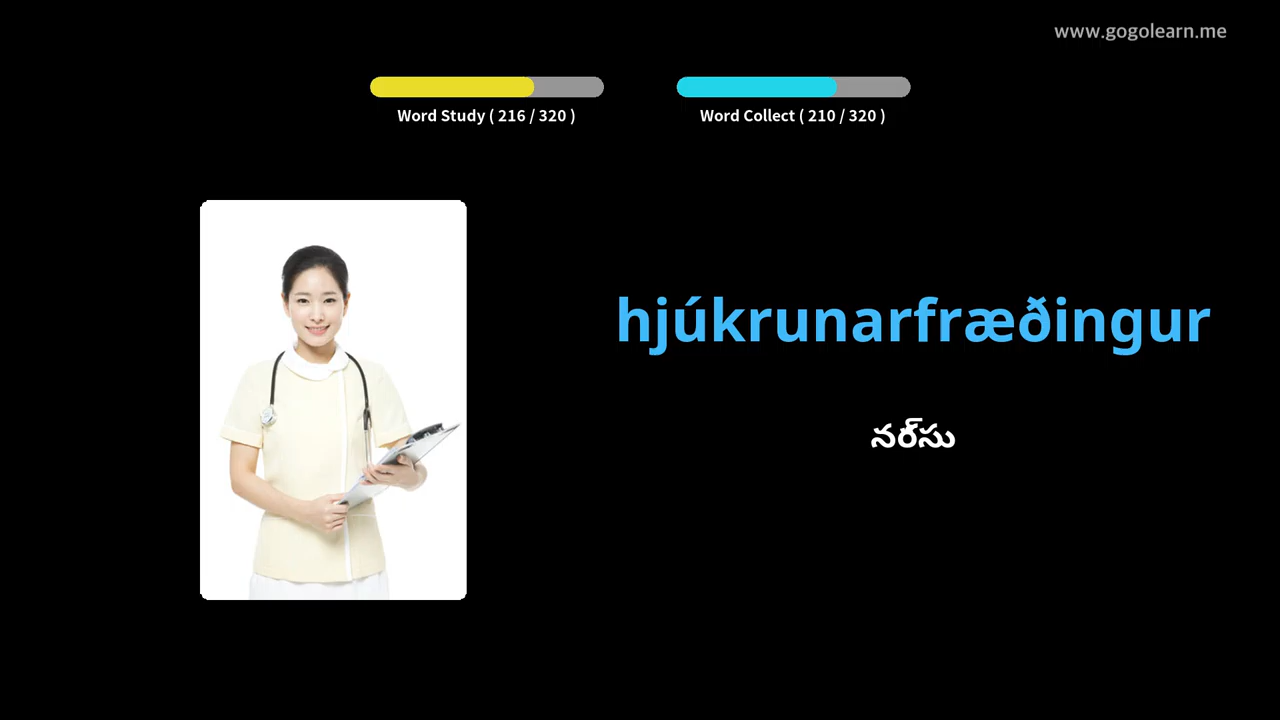 www.gogolearn.me
Word Study ( 216 / 320 )
Word Collect ( 210 / 320 )
hjúkrunarfræðingur
నర్సు